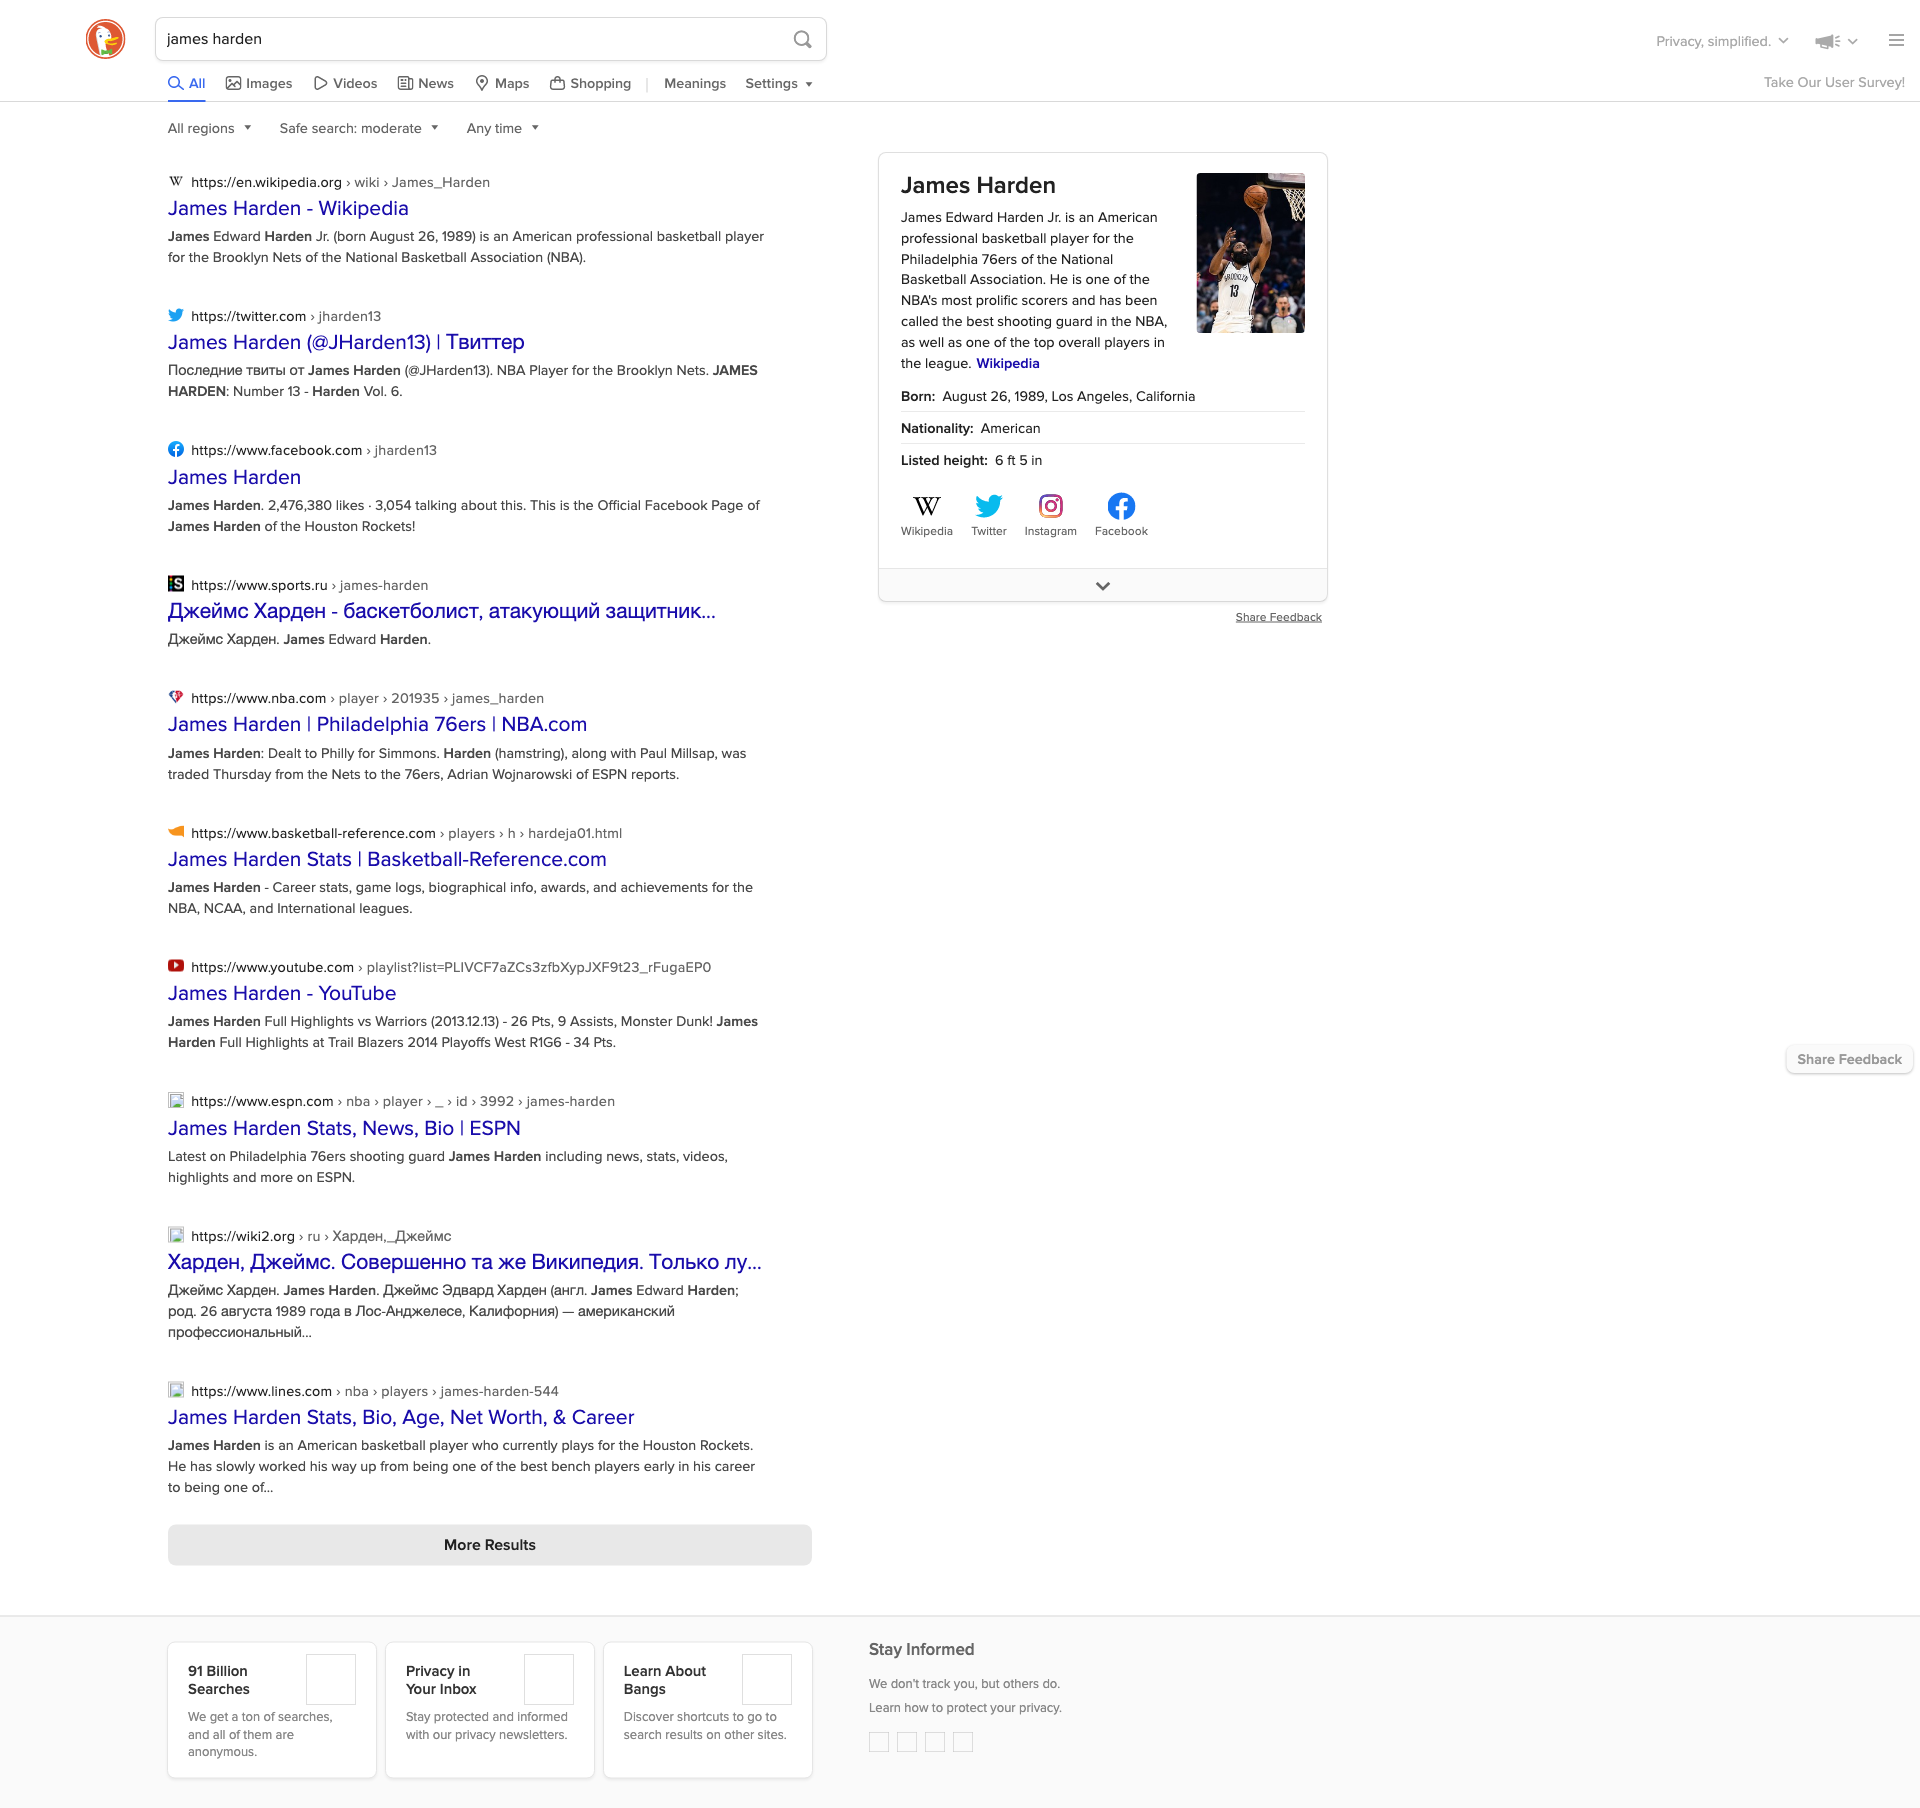 james harden
Privacy, simplified.
All Images Videos News Maps Shopping Meanings Settings
Take Our User Survey!
All regions Safe search: moderate Any time
https://en.wikipedia.org › wiki › James_Harden
James Harden - Wikipedia
James Edward Harden Jr. (born August 26, 1989) is an American professional basketball player
for the Brooklyn Nets of the National Basketball Association (NBA).
https://twitter.com › jharden13
James Harden (@JHarden13) | Твиттер
Последние твиты от James Harden (@JHarden13). NBA Player for the Brooklyn Nets. JAMES
HARDEN: Number 13 - Harden Vol. 6.
https://www.facebook.com › jharden13
James Harden
James Harden. 2,476,380 likes · 3,054 talking about this. This is the Official Facebook Page of
James Harden of the Houston Rockets!
https://www.sports.ru › james-harden
Джеймс Харден - баскетболист, атакующий защитник...
Джеймс Харден. James Edward Harden.
https://www.nba.com › player › 201935 › james_harden
James Harden | Philadelphia 76ers | NBA.com
James Harden: Dealt to Philly for Simmons. Harden (hamstring), along with Paul Millsap, was
traded Thursday from the Nets to the 76ers, Adrian Wojnarowski of ESPN reports.
https://www.basketball-reference.com › players › h › hardeja01.html
James Harden Stats | Basketball-Reference.com
James Harden - Career stats, game logs, biographical info, awards, and achievements for the
NBA, NCAA, and International leagues.
https://www.youtube.com › playlist?list=PLIVCF7aZCs3zfbXypJXF9t23_rFugaEP0
James Harden - YouTube
James Harden Full Highlights vs Warriors (2013.12.13) - 26 Pts, 9 Assists, Monster Dunk! James
Harden Full Highlights at Trail Blazers 2014 Playoffs West R1G6 - 34 Pts.
https://www.espn.com › nba › player › _ › id › 3992 › james-harden
James Harden Stats, News, Bio | ESPN
Latest on Philadelphia 76ers shooting guard James Harden including news, stats, videos,
highlights and more on ESPN.
https://wiki2.org › ru › Харден,_Джеймс
Харден, Джеймс. Совершенно та же Википедия. Только лу...
Джеймс Харден. James Harden. Джеймс Эдвард Харден (англ. James Edward Harden;
род. 26 августа 1989 года в Лос-Анджелесе, Калифорния) — американский
профессиональный...
https://www.lines.com › nba › players › james-harden-544
James Harden Stats, Bio, Age, Net Worth, & Career
James Harden is an American basketball player who currently plays for the Houston Rockets.
He has slowly worked his way up from being one of the best bench players early in his career
to being one of...
More Results
James Harden
James Edward Harden Jr. is an American
professional basketball player for the
Philadelphia 76ers of the National
Basketball Association. He is one of the
NBA's most prolific scorers and has been
called the best shooting guard in the NBA,
as well as one of the top overall players in
the league. Wikipedia
BROOKLYN
13
Born: August 26, 1989, Los Angeles, California
Nationality: American
Listed height: 6 ft 5 in
W
Wikipedia Twitter Instagram Facebook
Share Feedback
Share Feedback
91 Billion
Searches
We get a ton of searches,
and all of them are
anonymous.
Privacy in
Your Inbox
Stay protected and informed
with our privacy newsletters.
Learn About
Bangs
Discover shortcuts to go to
search results on other sites.
Stay Informed
We don't track you, but others do.
Learn how to protect your privacy.